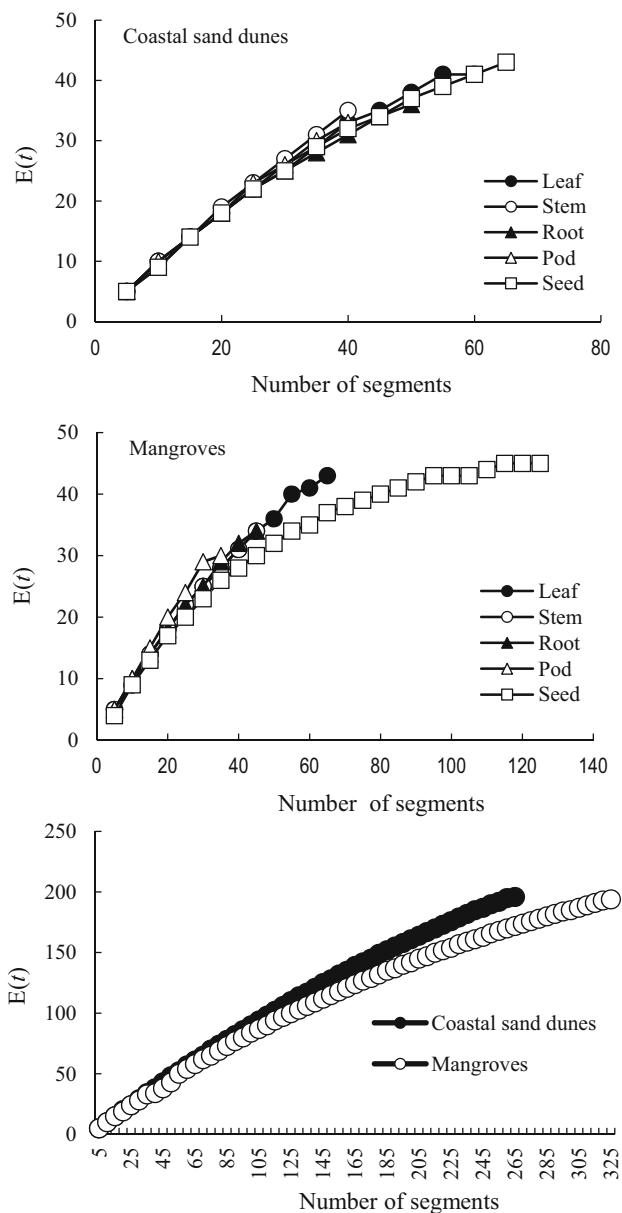 50
Coastal sand dunes
40
30
E(t)
20
10
0
Leaf
Stem
Root
Pod
Seed
0 20 40 60 80
Number of segments
50
Mangroves
40
30
E(t)
20
10
0
Leaf
Stem
Root
Pod
Seed
0 20 40 60 80 100 120 140
Number of segments
250
200
150
E(t)
100
50
0
Coastal sand dunes
Mangroves
5 25 45 65 85 105 125 145 165 185 205 225 245 265 285 305 325
Number of segments